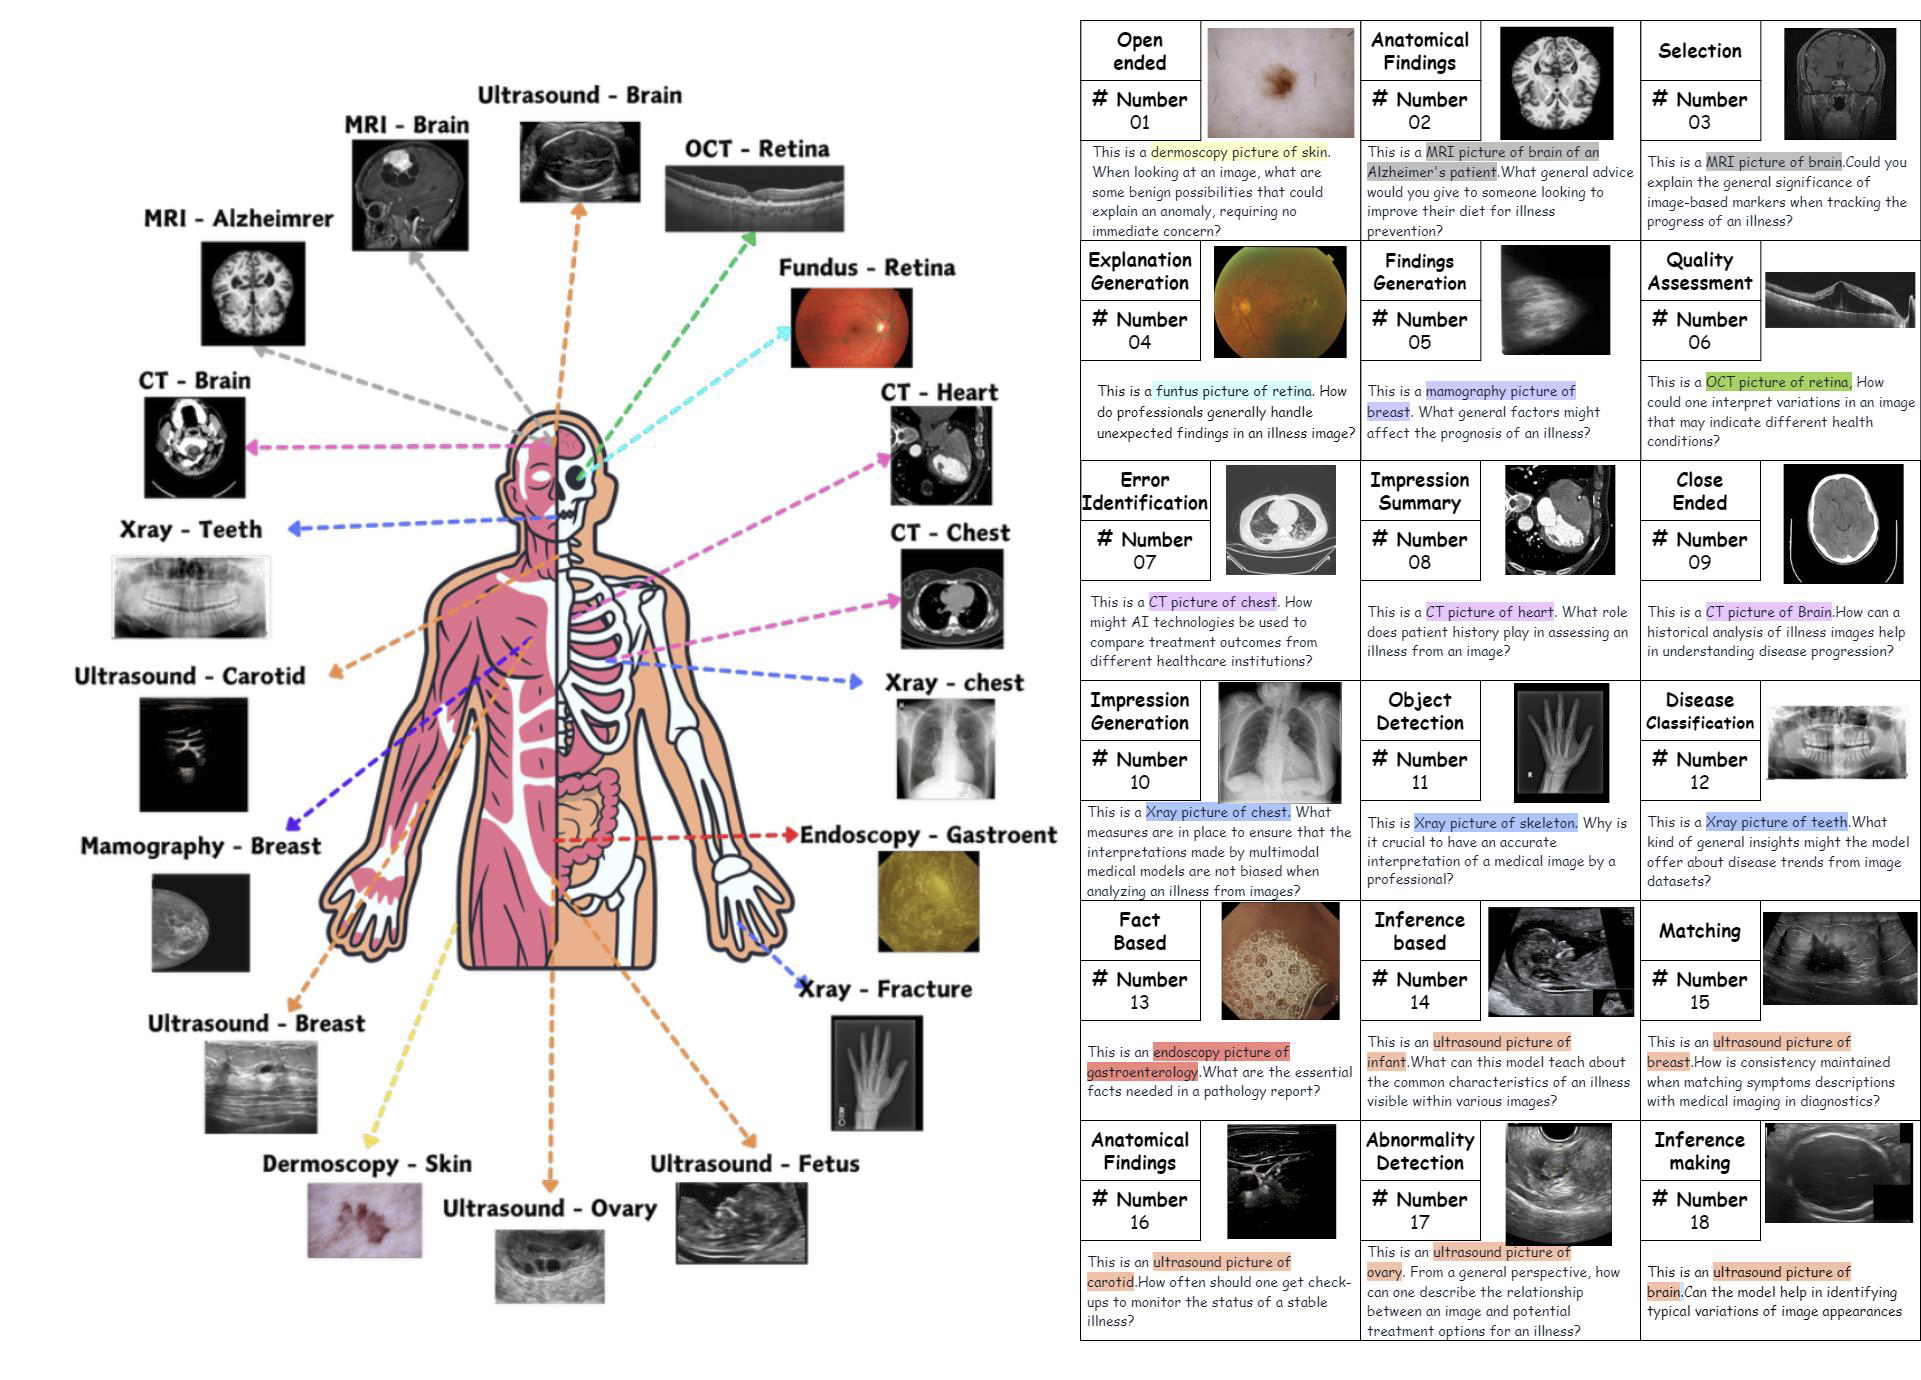 Ultrasound - Brain
MRI - Brain
OCT - Retina
MRI - Alzheimrer
Fundus - Retina
CT - Brain
CT - Heart
Xray - Teeth
CT - Chest
Ultrasound - Carotid
Xray - chest
Mamography - Breast
Endoscopy - Gastroent
Xray - Fracture
Ultrasound - Breast
Dermoscopy - Skin
Ultrasound - Ovary
Ultrasound - Fetus
Open
ended
# Number
01
This is a dermoscopy picture of skin.
When looking at an image, what are
some benign possibilities that could
explain an anomaly, requiring no
immediate concern?
Anatomical
Findings
# Number
02
This is a MRI picture of brain of an
Alzheimer's patient.What general advice
would you give to someone looking to
improve their diet for illness
prevention?
Selection
# Number
03
This is a MRI picture of brain.Could you
explain the general significance of
image-based markers when tracking the
progress of an illness?
Explanation
Generation
# Number
04
This is a funtus picture of retina. How
do professionals generally handle
unexpected findings in an illness image?
Findings
Generation
# Number
05
This is a mamography picture of
breast. What general factors might
affect the prognosis of an illness?
Quality
Assessment
# Number
06
This is a OCT picture of retina, How
could one interpret variations in an image
that may indicate different health
conditions?
Error
Identification
# Number
07
This is a CT picture of chest. How
might AI technologies be used to
compare treatment outcomes from
different healthcare institutions?
Impression
Summary
# Number
08
This is a CT picture of heart. What role
does patient history play in assessing an
illness from an image?
Close
Ended
# Number
09
This is a CT picture of Brain.How can a
historical analysis of illness images help
in understanding disease progression?
Impression
Generation
# Number
10
This is a Xray picture of chest. What
measures are in place to ensure that the
interpretations made by multimodal
medical models are not biased when
analyzing an illness from images?
Object
Detection
# Number
11
R
This is Xray picture of skeleton. Why is
it crucial to have an accurate
interpretation of a medical image by a
professional?
Disease
Classification
# Number
12
This is a Xray picture of teeth.What
kind of general insights might the model
offer about disease trends from image
datasets?
Fact
Based
# Number
13
This is an endoscopy picture of
gastroenterology.What are the essential
facts needed in a pathology report?
Inference
based
# Number
14
This is an ultrasound picture of
infant.What can this model teach about
the common characteristics of an illness
visible within various images?
Matching
# Number
15
This is an ultrasound picture of
breast.How is consistency maintained
when matching symptoms descriptions
with medical imaging in diagnostics?
Anatomical
Findings
# Number
16
This is an ultrasound picture of
carotid.How often should one get check-
ups to monitor the status of a stable
illness?
Abnormality
Detection
# Number
17
This is an ultrasound picture of
ovary. From a general perspective, how
can one describe the relationship
between an image and potential
treatment options for an illness?
Inference
making
# Number
18
This is an ultrasound picture of
brain.Can the model help in identifying
typical variations of image appearances